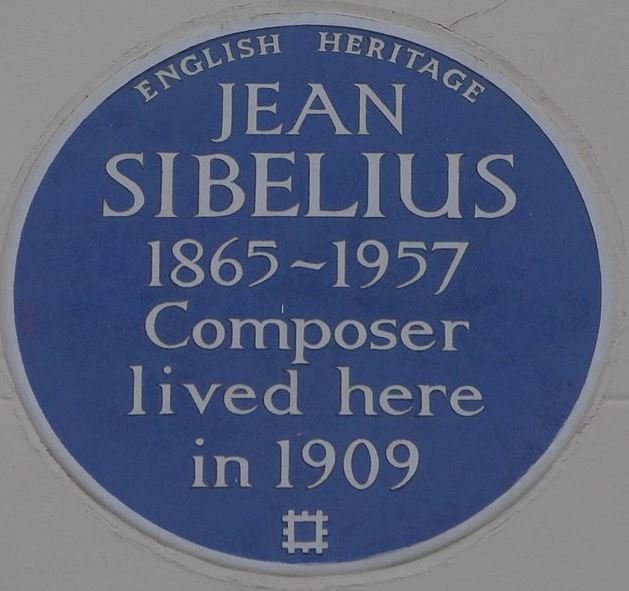 ENGLISH HERITAGE
JEAN
SIBELIUS
1865~1957
Composer
lived here
in 1909